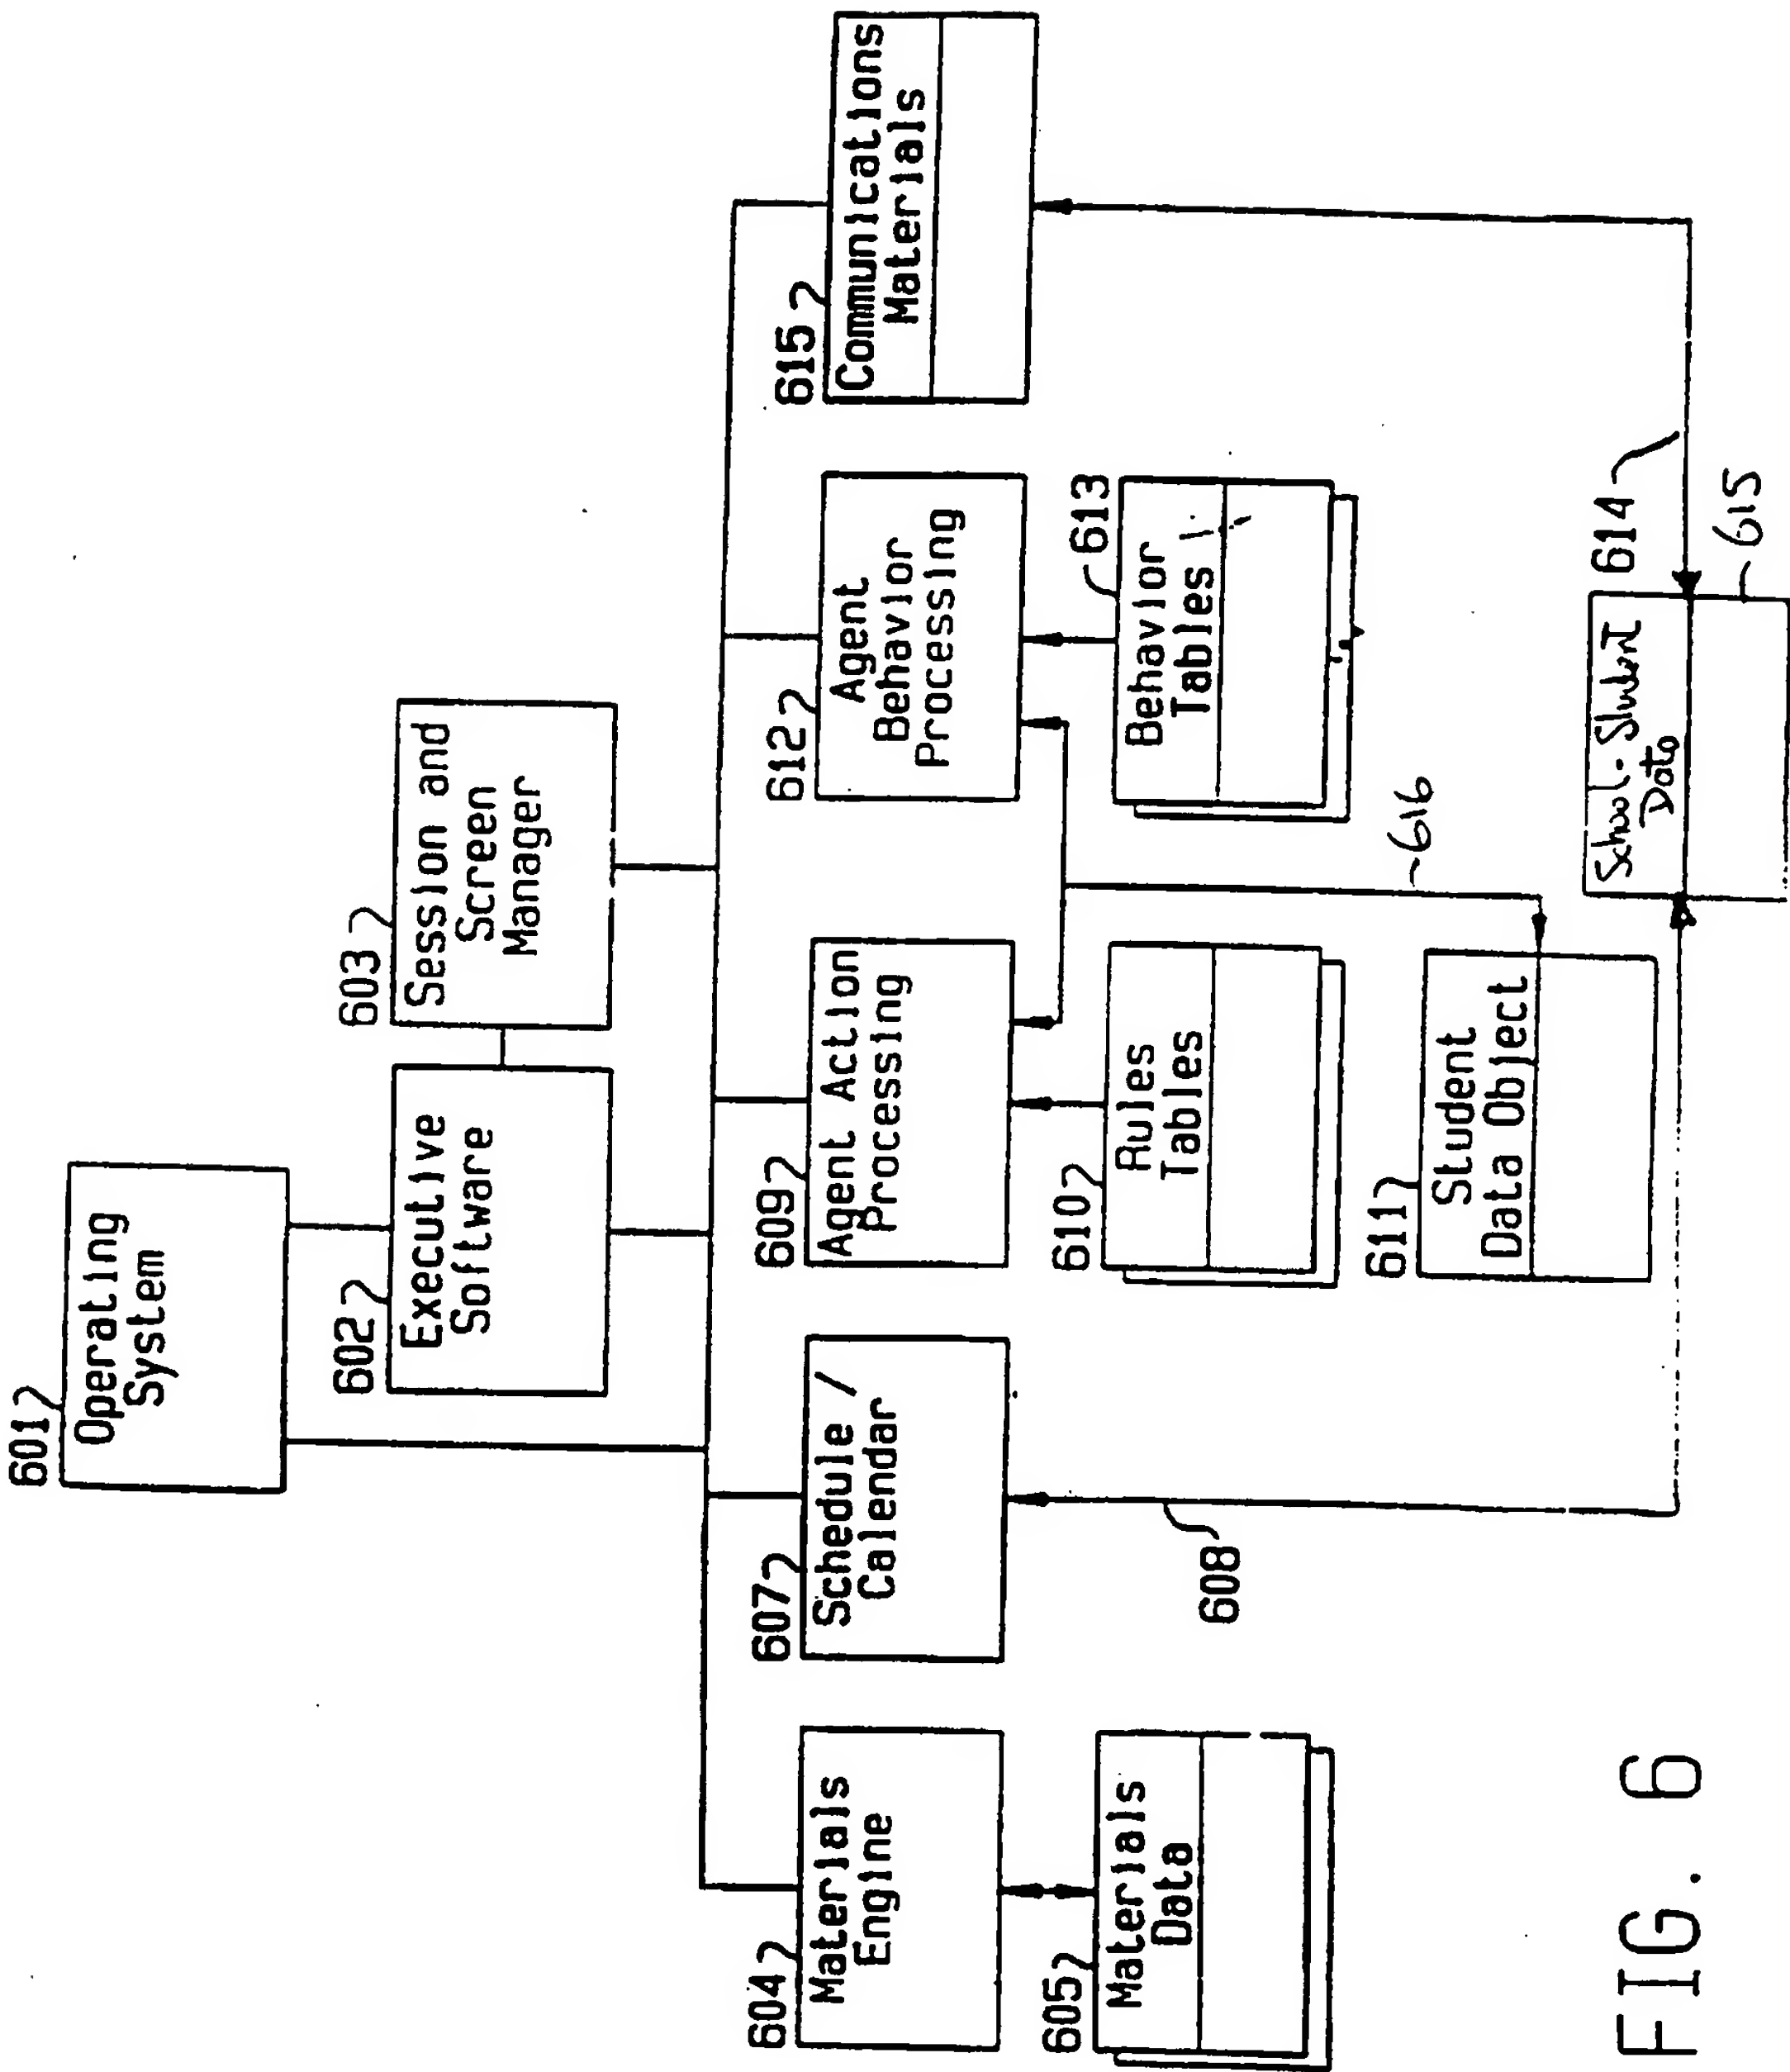 601
Operating
System
602
Executive
Software
603
Session and
Screen
Manager
604
Materials
Engine
607
Schedule /
Calendar
609
Agent Action
Processing
612
Agent
Behavior
Processing
615
Communications
Materials
605
Materials
Data
608
610
Rules
Tables
613
Behavior
Tables
611
Student
Data Object
616
614
School-Student
Data
615
FIG. 6